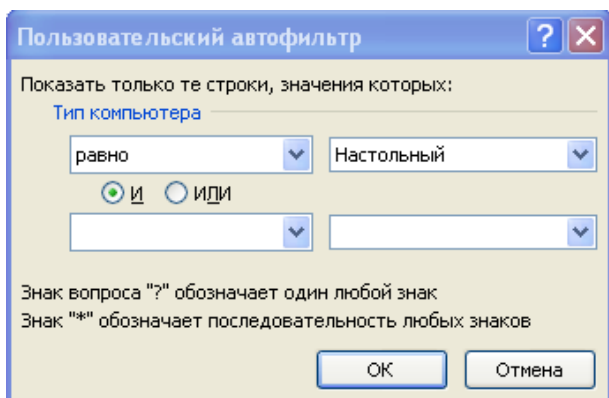 Пользовательский автофильтр
Показать только те строки, значения которых:
Тип компьютера
равно Настольный
И ИЛИ
Знак вопроса "?" обозначает один любой знак
Знак "*" обозначает последовательность любых знаков
ОК Отмена